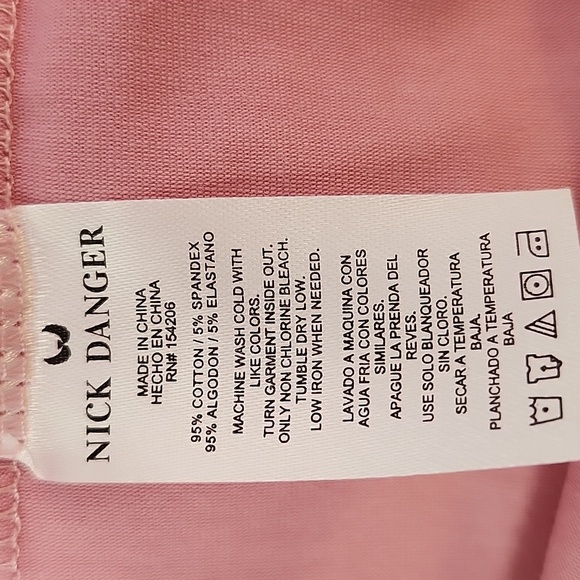 NICK DANGER
MADE IN CHINA
HECHO EN CHINA
RN# 154206
95% COTTON / 5% SPANDEX
95% ALGODON / 5% ELASTANO
MACHINE WASH COLD WITH
LIKE COLORS.
TURN GARMENT INSIDE OUT.
ONLY NON CHLORINE BLEACH.
TUMBLE DRY LOW.
LOW IRON WHEN NEEDED.
LAVADO A MAQUINA CON
AGUA FRIA CON COLORES
SIMILARES.
APAGUE LA PRENDA DEL
REVES.
USE SOLO BLANQUEADOR
SIN CLORO.
SECAR A TEMPERATURA
BAJA.
PLANCHADO A TEMPERATURA
BAJA